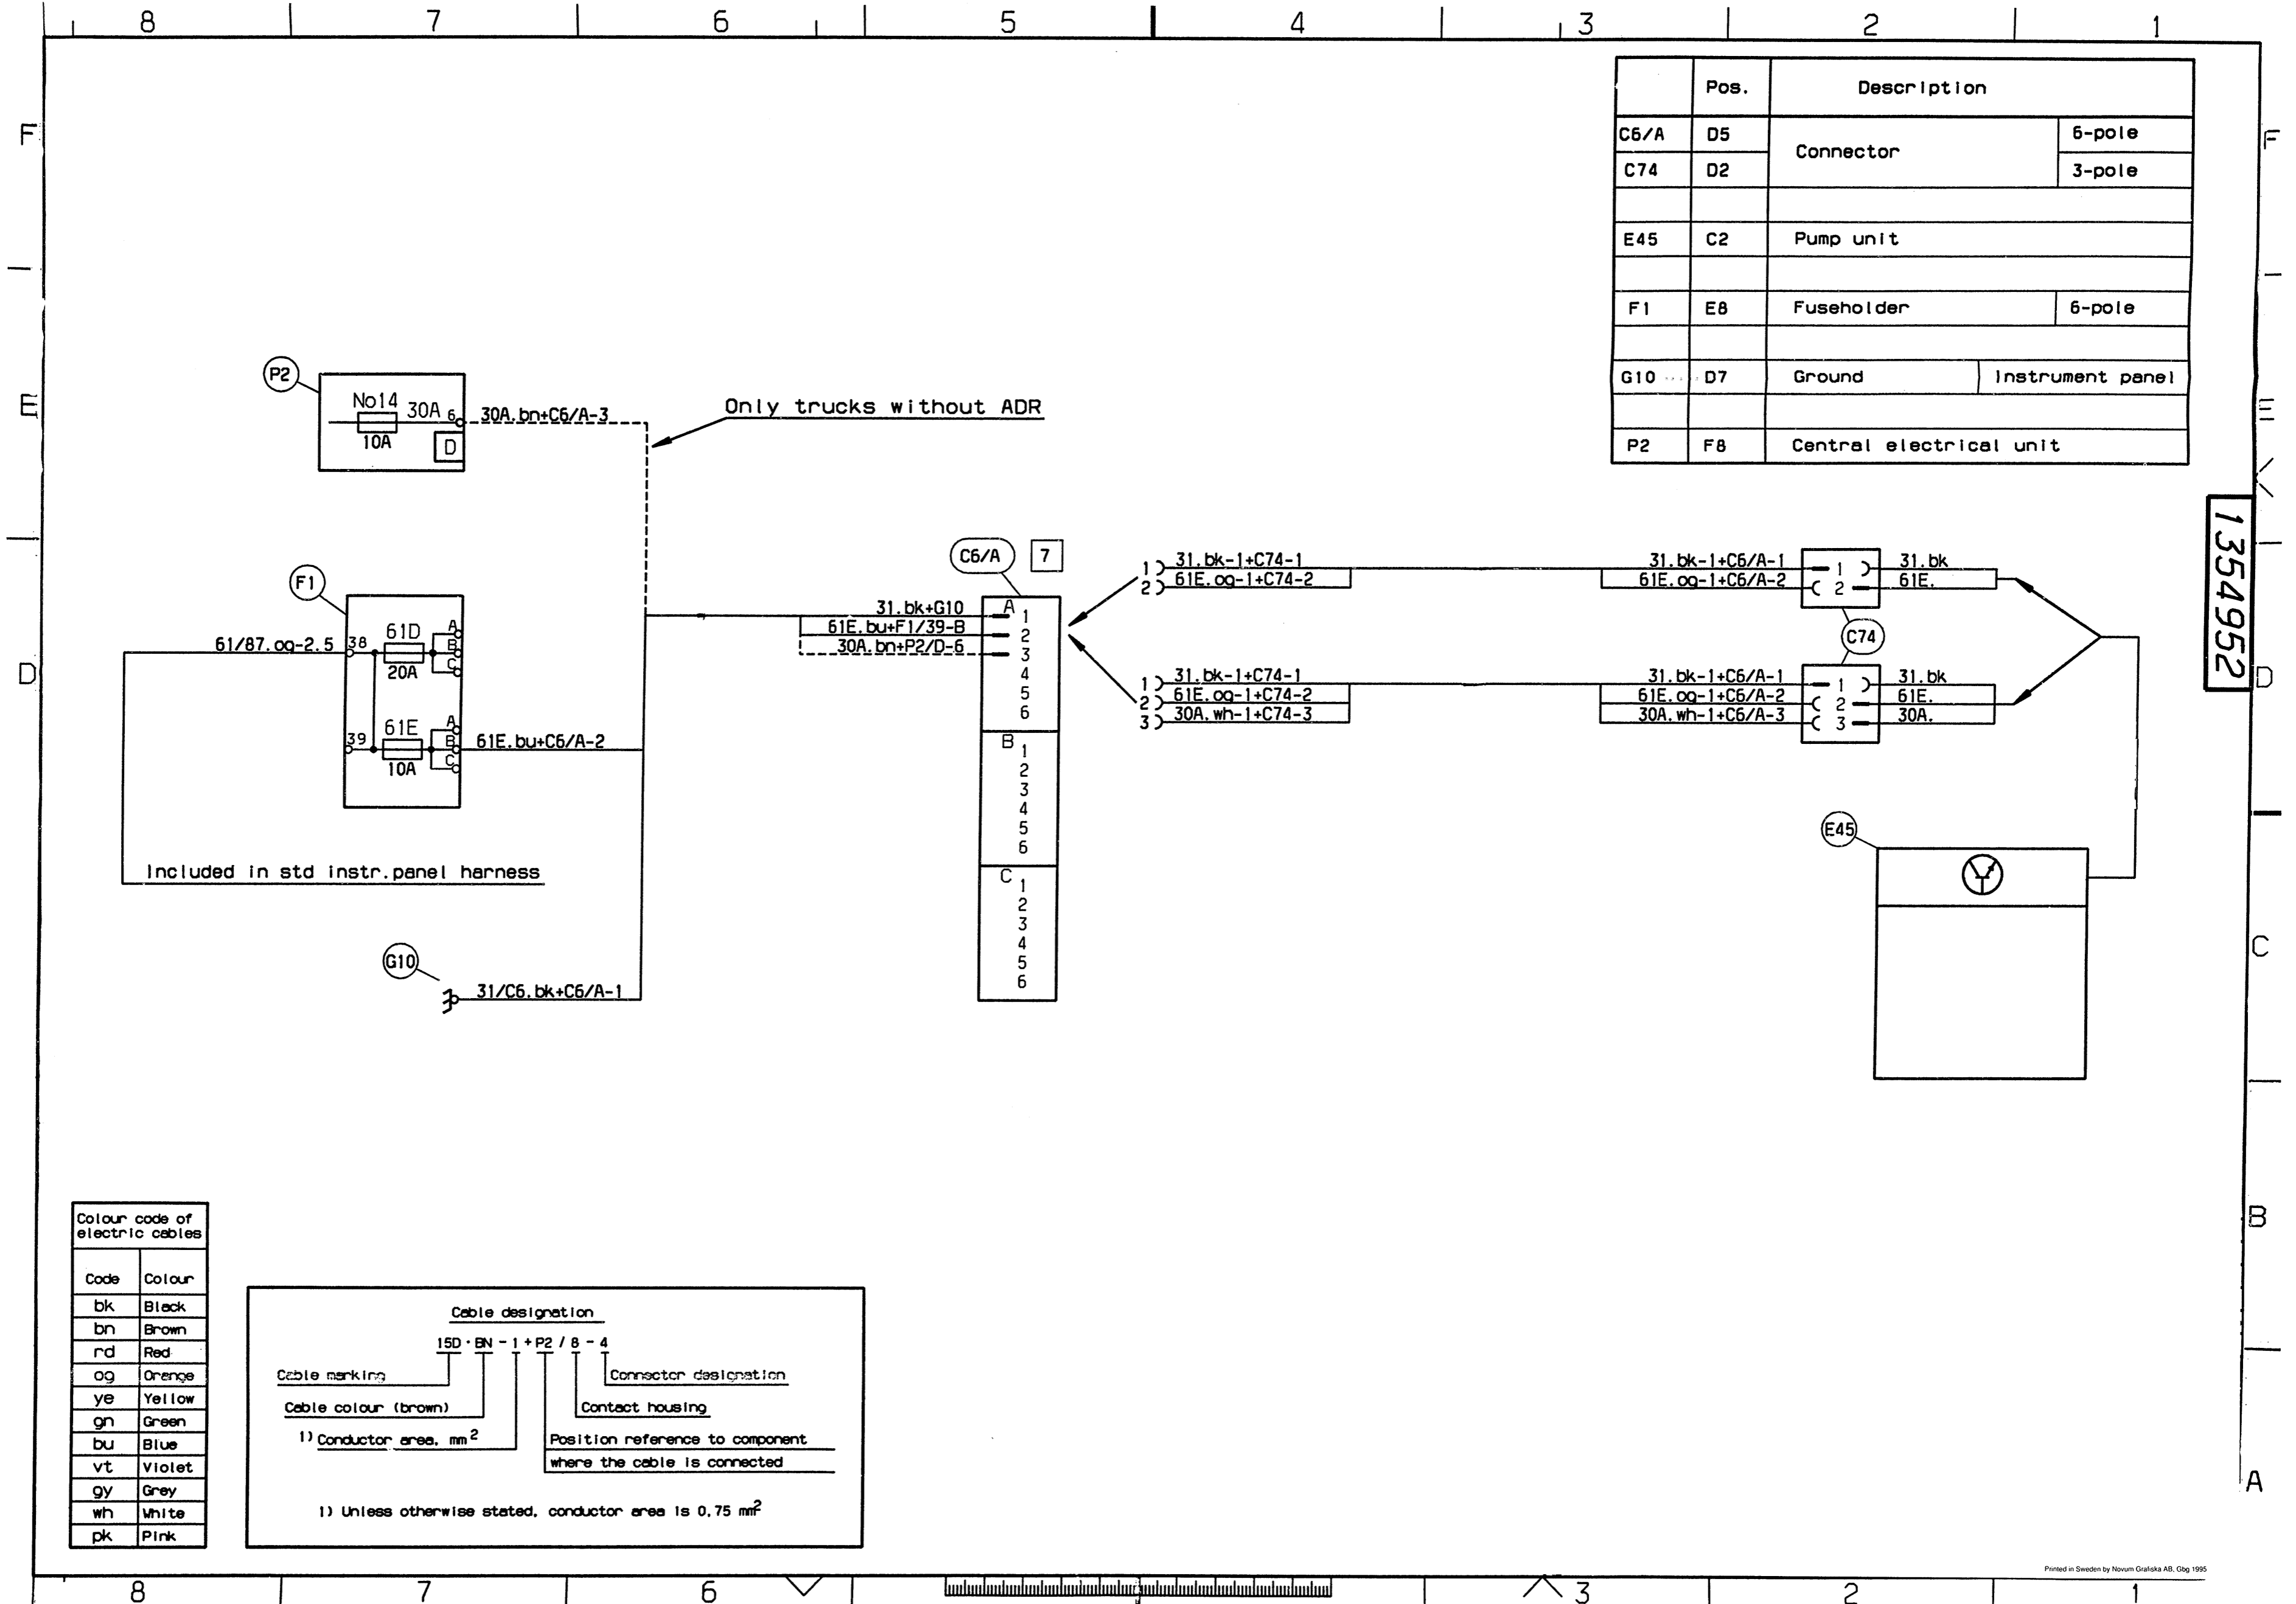 8 7 6 5 4 3 2 1
F
F
Pos. Description
C6/A D5 Connector 6-pole
C74 D2 3-pole
E45 C2 Pump unit
F1 E8 Fuseholder 6-pole
G10 D7 Ground Instrument panel
P2 F8 Central electrical unit
E
E
P2
No14 30A 6
10A
D
30A.bn+C6/A-3
Only trucks without ADR
1354952
D
D
F1
61/87.og-2.5
38 61D A
B
20A C
39 61E A
B
10A C
61E.bu+C6/A-2
Included in std instr.panel harness
G10
31/C6.bk+C6/A-1
C6/A 7
31.bk+G10
61E.bu+F1/39-B
30A.bn+P2/D-6
A 1
2
3
4
5
6
B 1
2
3
4
5
6
C 1
2
3
4
5
6
1 31.bk-1+C74-1
2 61E.og-1+C74-2
31.bk-1+C6/A-1 1 31.bk
61E.og-1+C6/A-2 2 61E.
C74
1 31.bk-1+C74-1
2 61E.og-1+C74-2
3 30A.wh-1+C74-3
31.bk-1+C6/A-1 1 31.bk
61E.og-1+C6/A-2 2 61E.
30A.wh-1+C6/A-3 3 30A.
E45
C
B
A
Colour code of
electric cables
Code Colour
bk Black
bn Brown
rd Red
og Orange
ye Yellow
gn Green
bu Blue
vt Violet
gy Grey
wh White
pk Pink
Cable designation
15D · BN - 1 + P2 / 8 - 4
Cable marking
Connector designation
Cable colour (brown)
Contact housing
1) Conductor area, mm2
Position reference to component
where the cable is connected
1) Unless otherwise stated, conductor area is 0,75 mm2
Printed in Sweden by Novum Grafiska AB, Gbg 1995
8 7 6 3 2 1